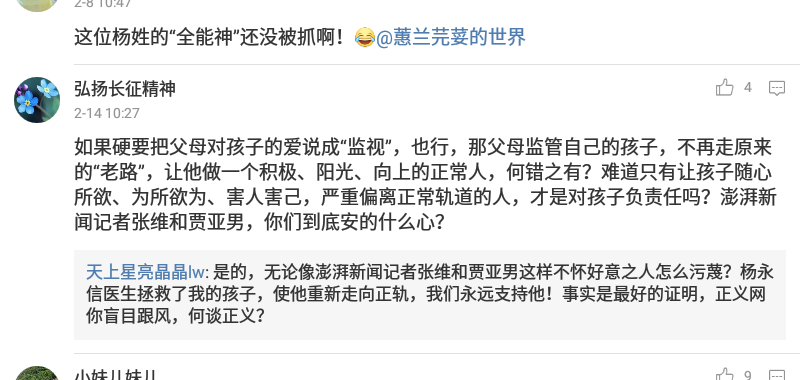 2-8 10:47
这位杨姓的“全能神”还没被抓啊！😂@蕙兰芫荽的世界
弘扬长征精神
4
2-14 10:27
如果硬要把父母对孩子的爱说成“监视”，也行，那父母监管自己的孩子，不再走原来
的“老路”，让他做一个积极、阳光、向上的正常人，何错之有？难道只有让孩子随心
所欲、为所欲为、害人害己，严重偏离正常轨道的人，才是对孩子负责任吗？澎湃新
闻记者张维和贾亚男，你们到底安的什么心？
天上星亮晶晶lw: 是的，无论像澎湃新闻记者张维和贾亚男这样不怀好意之人怎么污蔑？杨永
信医生拯救了我的孩子，使他重新走向正轨，我们永远支持他！事实是最好的证明，正义网
你盲目跟风，何谈正义？
小妹儿妹儿
9